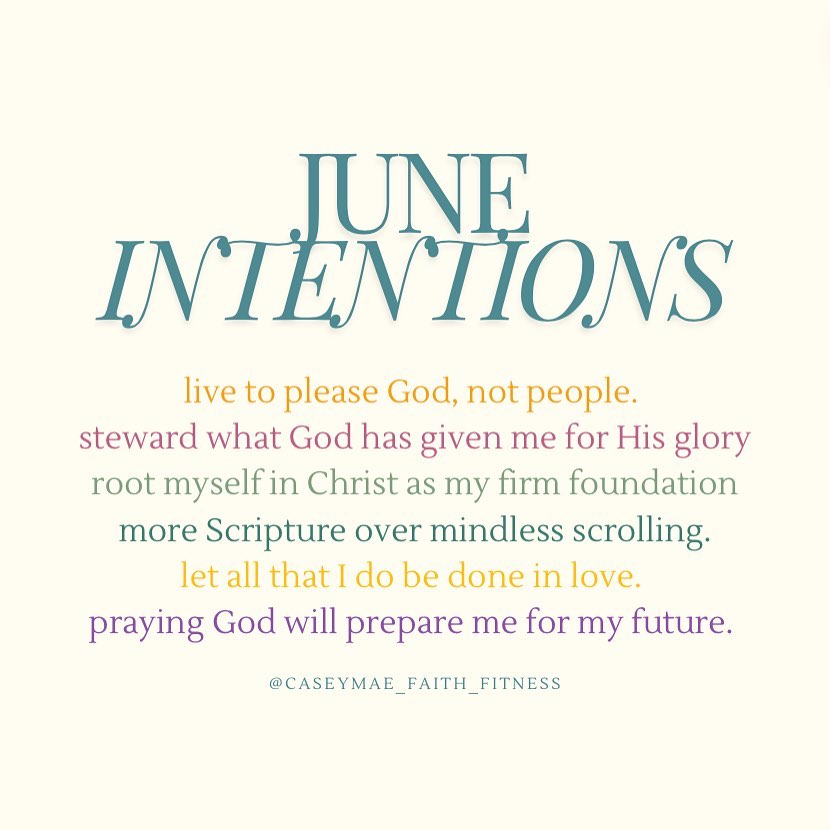 JUNE
INTENTIONS
live to please God, not people.
steward what God has given me for His glory
root myself in Christ as my firm foundation
more Scripture over mindless scrolling.
let all that I do be done in love.
praying God will prepare me for my future.
@CASEYMAE_FAITH_FITNESS